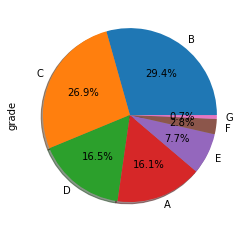 B
29.4%
C
26.9%
grade
D
16.5%
A
16.1%
E
7.7%
F
2.8%
G
0.7%